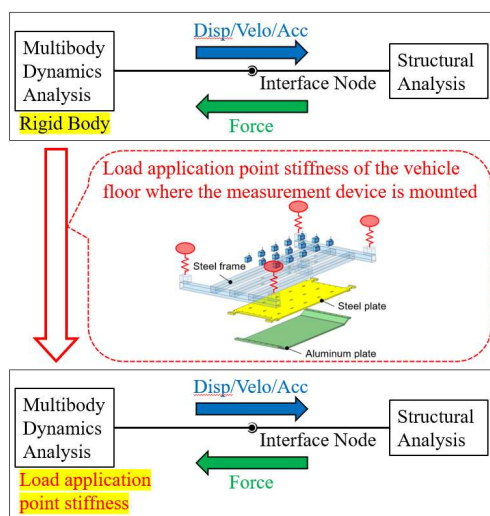 Disp/Velo/Acc
Multibody
Dynamics
Analysis
Rigid Body
Interface Node
Structural
Analysis
Force
Load application point stiffness of the vehicle
floor where the measurement device is mounted
Steel frame
Steel plate
Aluminum plate
Disp/Velo/Acc
Multibody
Dynamics
Analysis
Load application
point stiffness
Interface Node
Structural
Analysis
Force